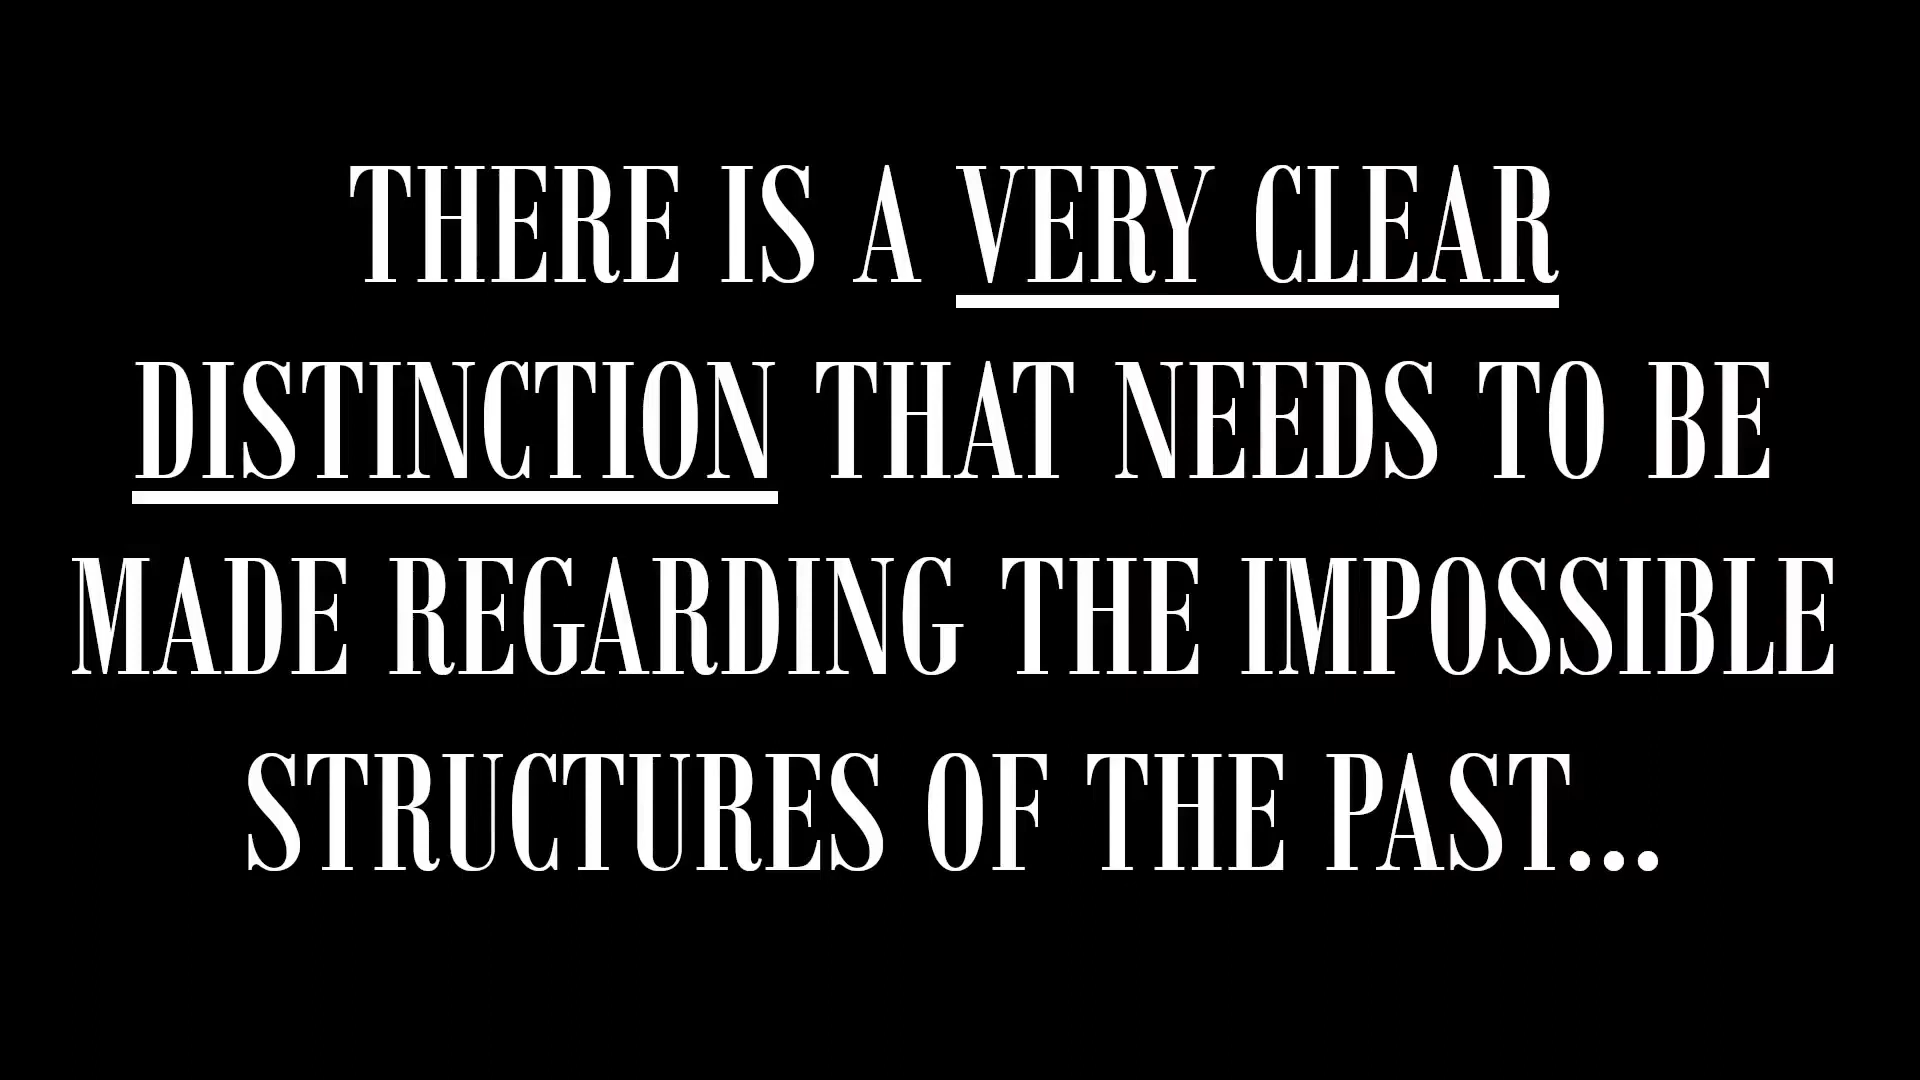 THERE IS A VERY CLEAR
DISTINCTION THAT NEEDS TO BE
MADE REGARDING THE IMPOSSIBLE
STRUCTURES OF THE PAST...